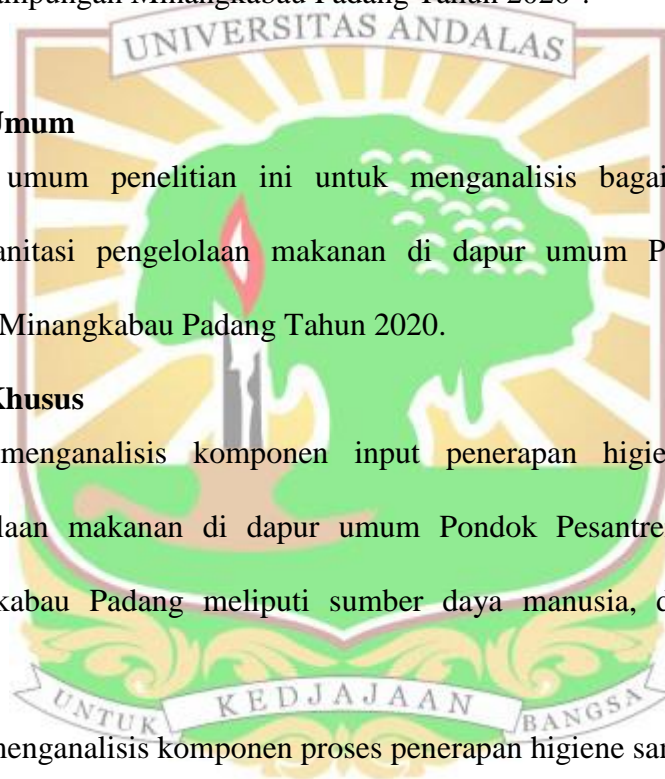 ampungan Minangkabau Padang Tahun 2020".
UNIVERSITAS ANDALAS
Umum
umum penelitian ini untuk menganalisis bagai
anitasi pengelolaan makanan di dapur umum P
Minangkabau Padang Tahun 2020.
Khusus
menganalisis komponen input penerapan higie
laan makanan di dapur umum Pondok Pesantre
kabau Padang meliputi sumber daya manusia, d
UNTUK KEDJAJAAN BANGSA
menganalisis komponen proses penerapan higiene sa